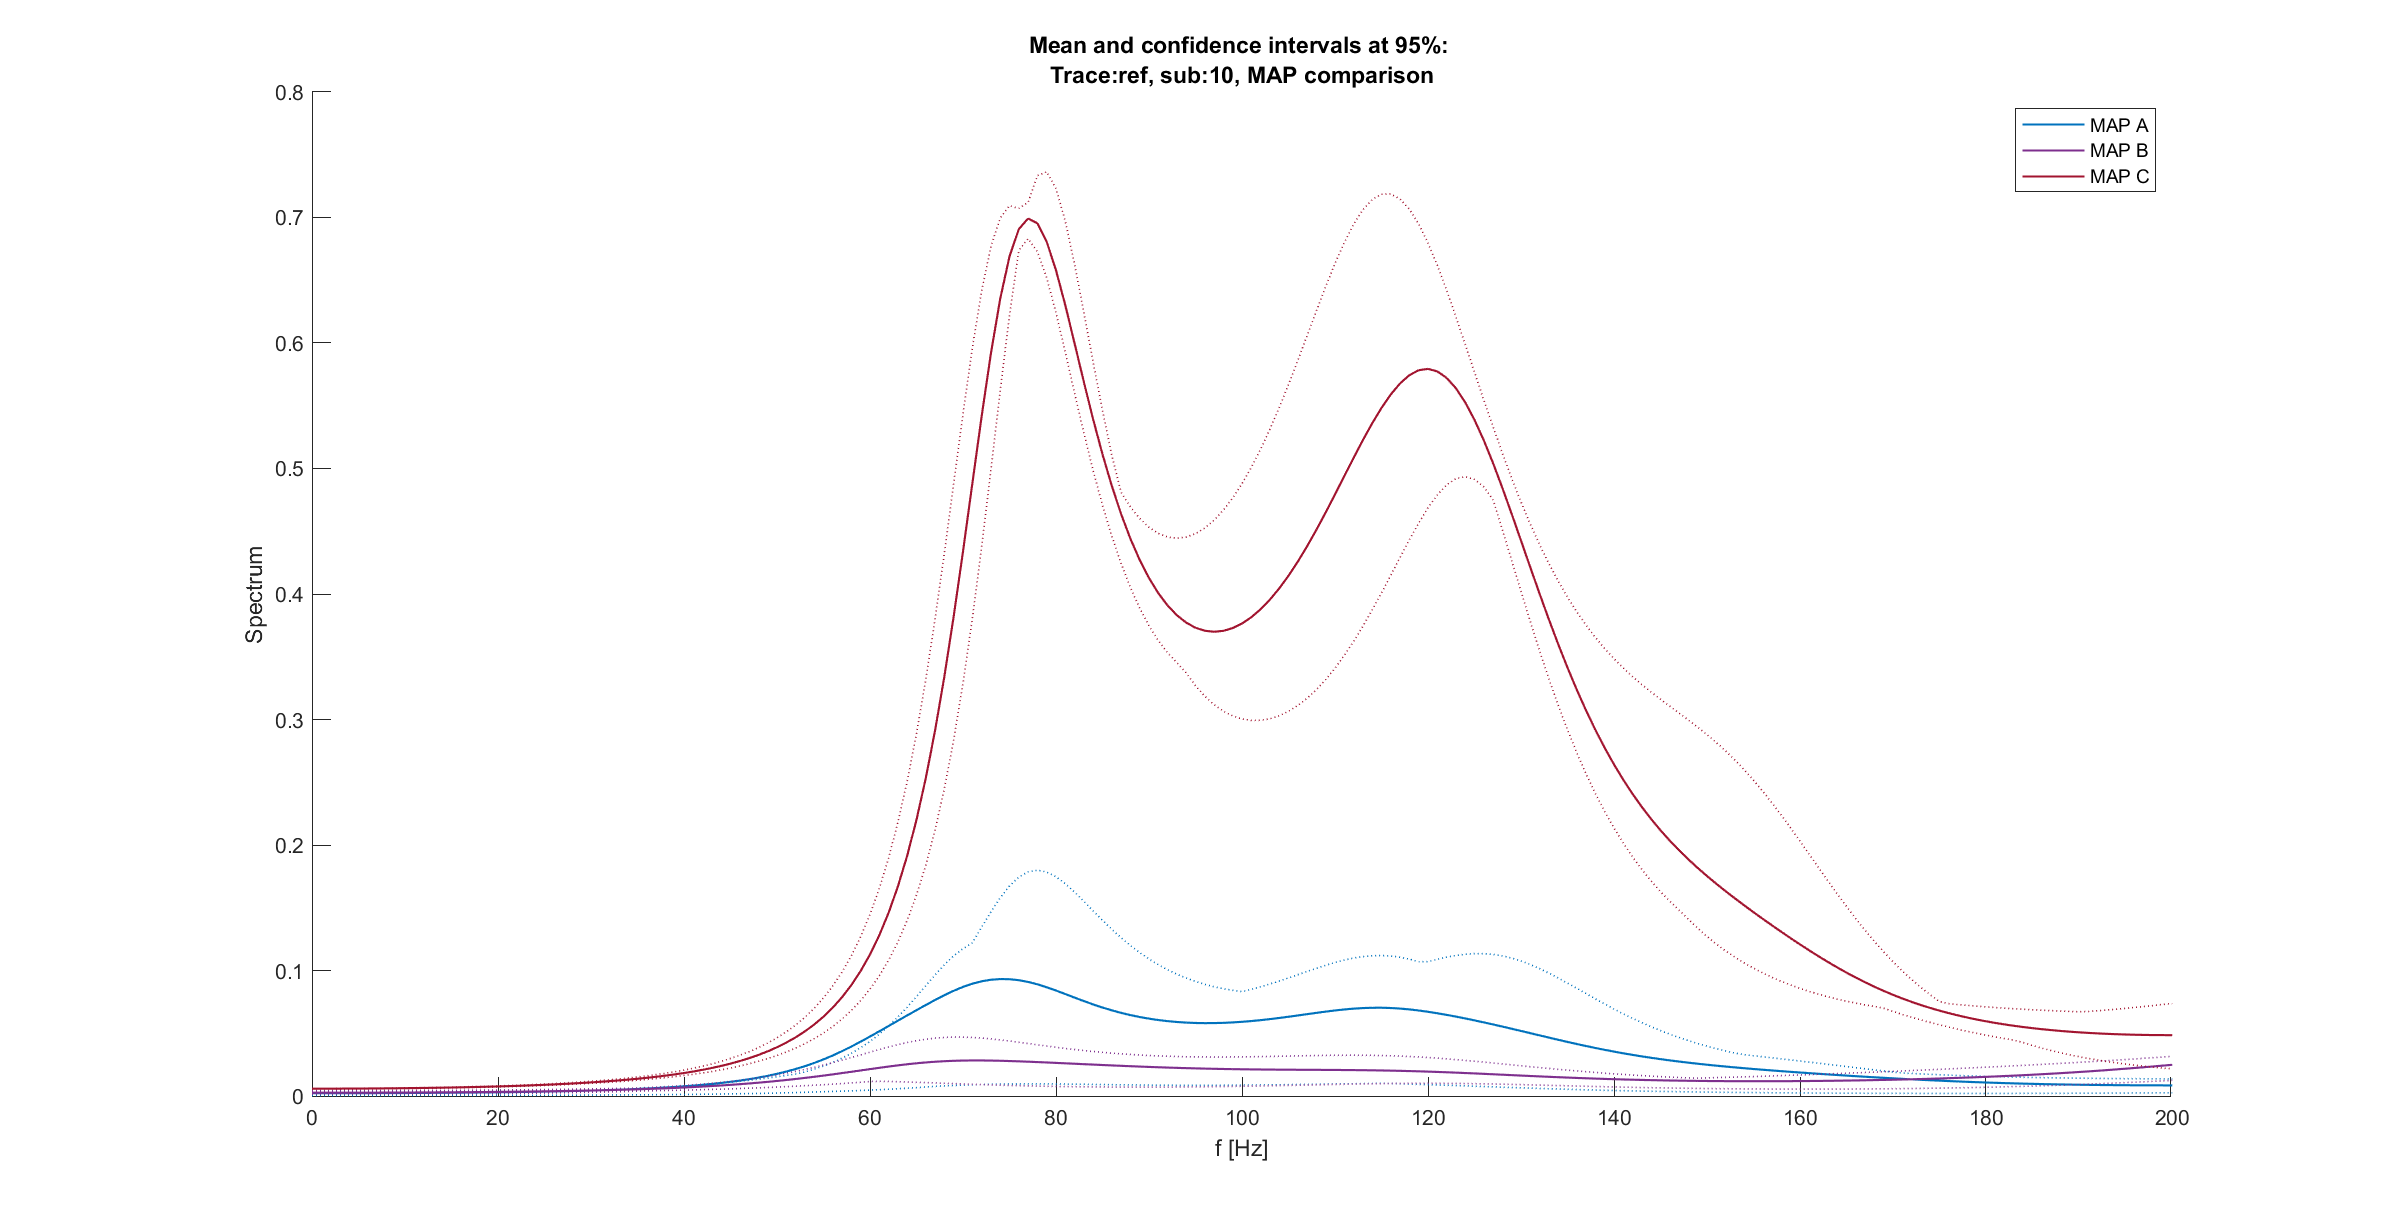 Mean and confidence intervals at 95%:
Trace:ref, sub:10, MAP comparison
MAP A
MAP B
MAP C
Spectrum
0.8
0.7
0.6
0.5
0.4
0.3
0.2
0.1
0
0 20 40 60 80 100 120 140 160 180 200
f [Hz]